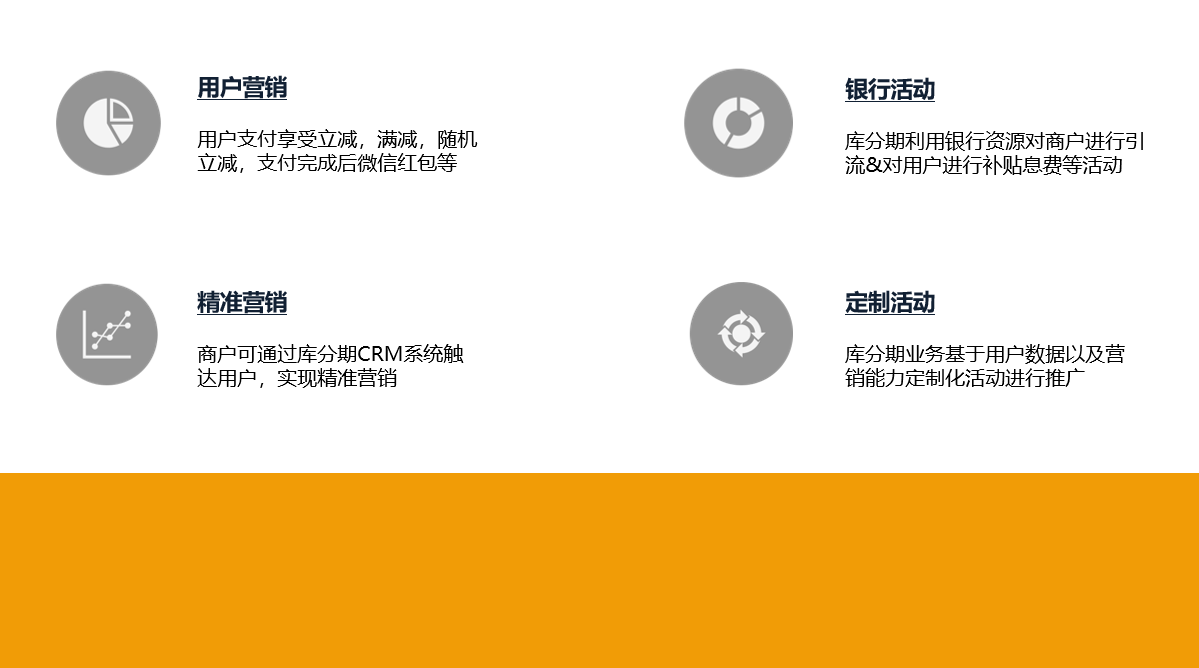 用户营销
用户支付享受立减，满减，随机
立减，支付完成后微信红包等
银行活动
库分期利用银行资源对商户进行引
流&对用户进行补贴息费等活动
精准营销
商户可通过库分期CRM系统触
达用户，实现精准营销
定制活动
库分期业务基于用户数据以及营
销能力定制化活动进行推广